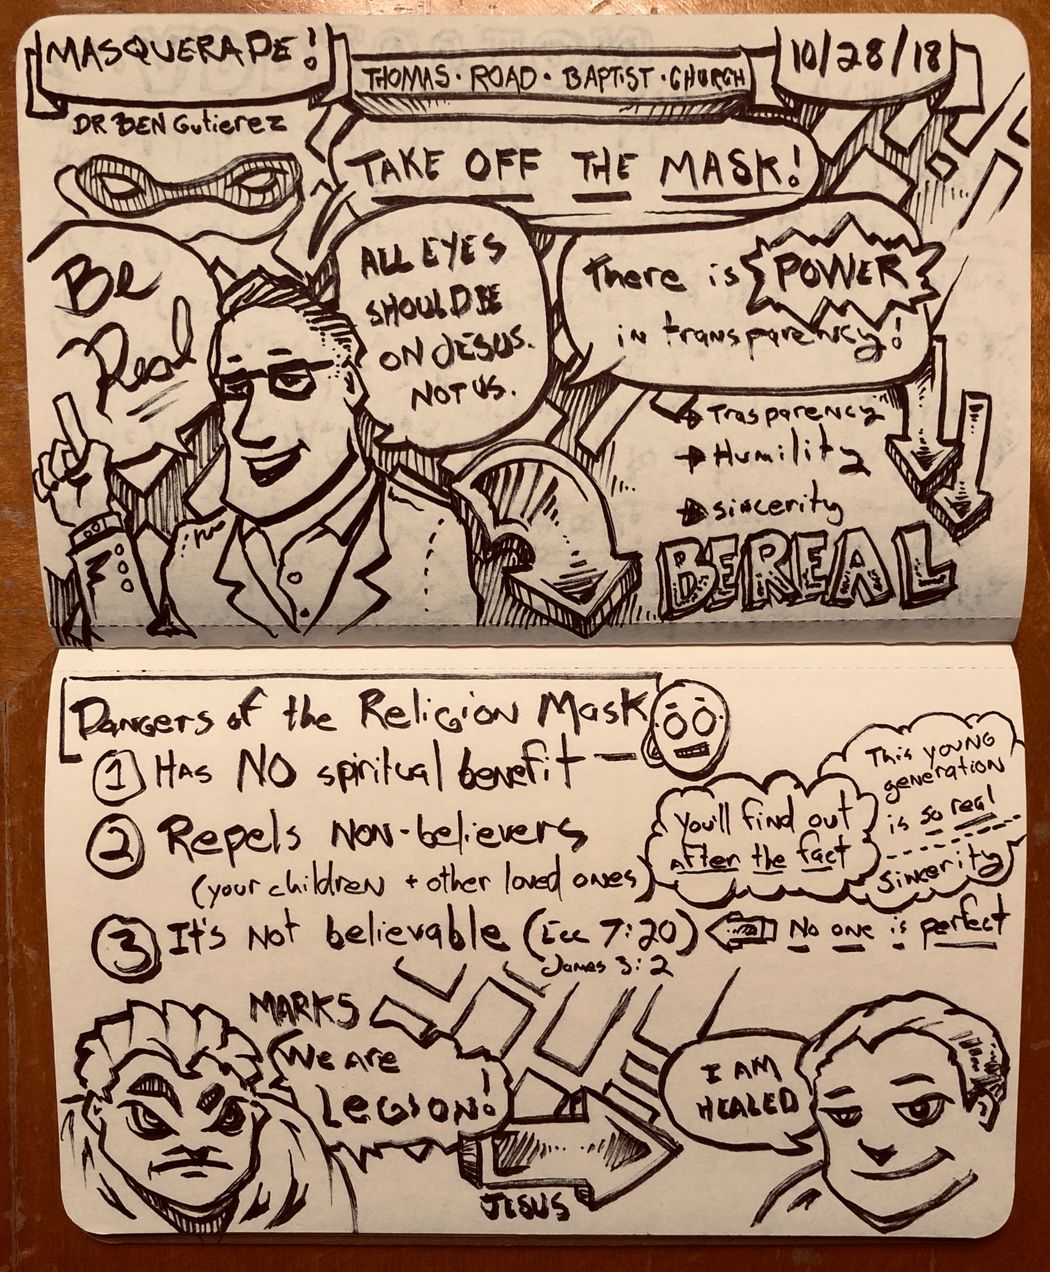 MASQUERADE!
THOMAS • ROAD • BAPTIST • CHURCH
10/28/18
DR BEN Gutierez
TAKE OFF THE MASK!
Be
Real
ALL EYES
SHOULD BE
ON JESUS.
NOT US.
There is POWER
in transparency!
Trasparency
Humility
sincerity
BEREAL
Dangers of the Religion Mask
1 Has NO spiritual benefit
2 Repels NON-believers
(your children + other loved ones)
You'll find out
after the fact
This young
generation
is so real
Sincerity
3 It's Not believable (Ecc 7:20)
James 3:2
No one is perfect
MARK 5
We Are
Legion!
JESUS
I AM
HEALED